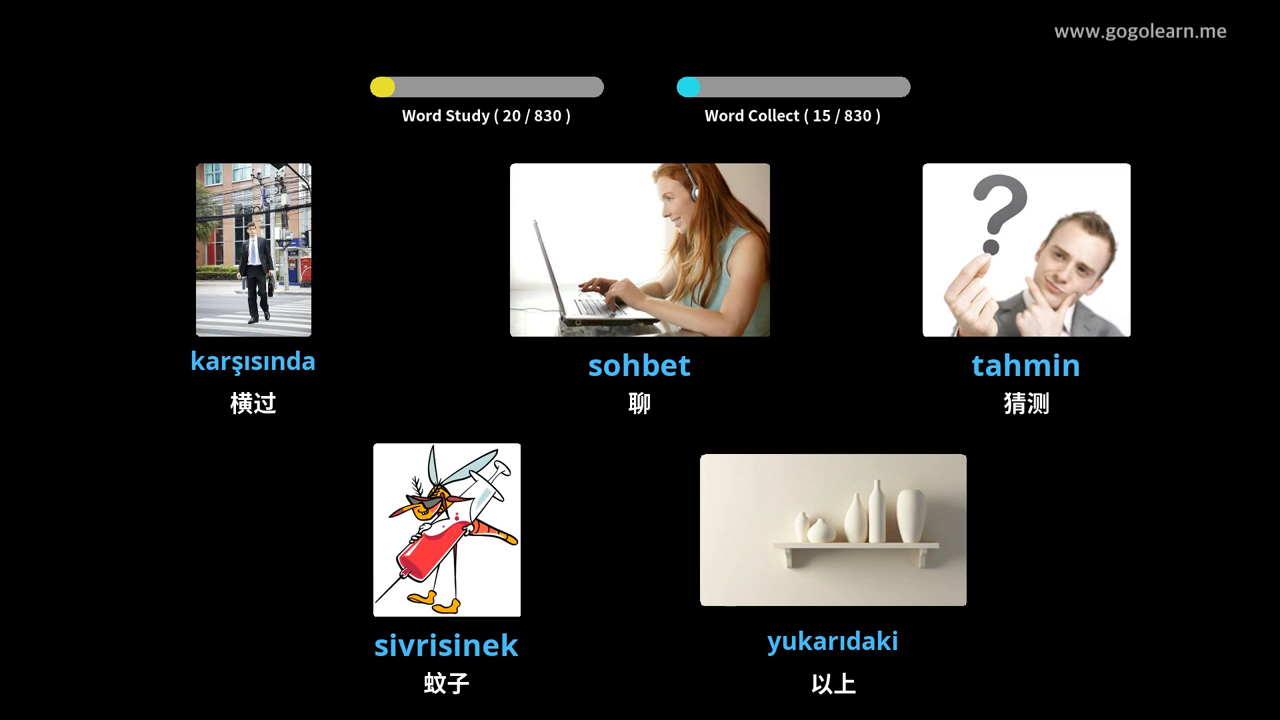 www.gogolearn.me
Word Study ( 20 / 830 )
Word Collect ( 15 / 830 )
karşısında
横过
sohbet
聊
tahmin
猜测
sivrisinek
蚊子
yukarıdaki
以上